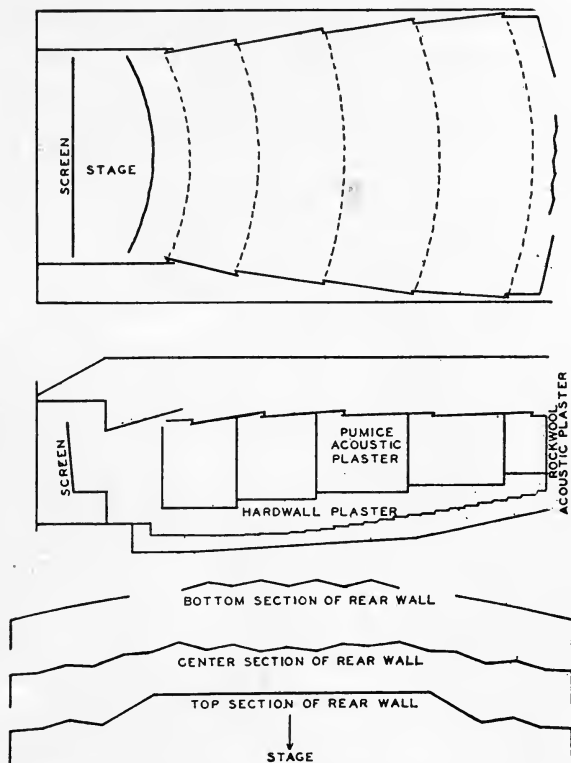 SCREEN
STAGE
SCREEN
PUMICE
ACOUSTIC
PLASTER
HARDWALL PLASTER
ROCKWOOL
ACOUSTIC PLASTER
BOTTOM SECTION OF REAR WALL
CENTER SECTION OF REAR WALL
TOP SECTION OF REAR WALL
STAGE